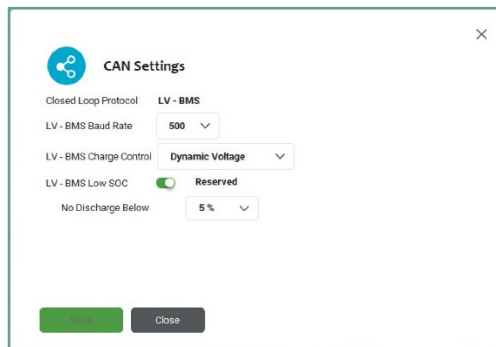 CAN Settings
Closed Loop Protocol LV - BMS
LV - BMS Baud Rate 500
LV - BMS Charge Control Dynamic Voltage
LV - BMS Low SOC Reserved
No Discharge Below 5 %
Save Close